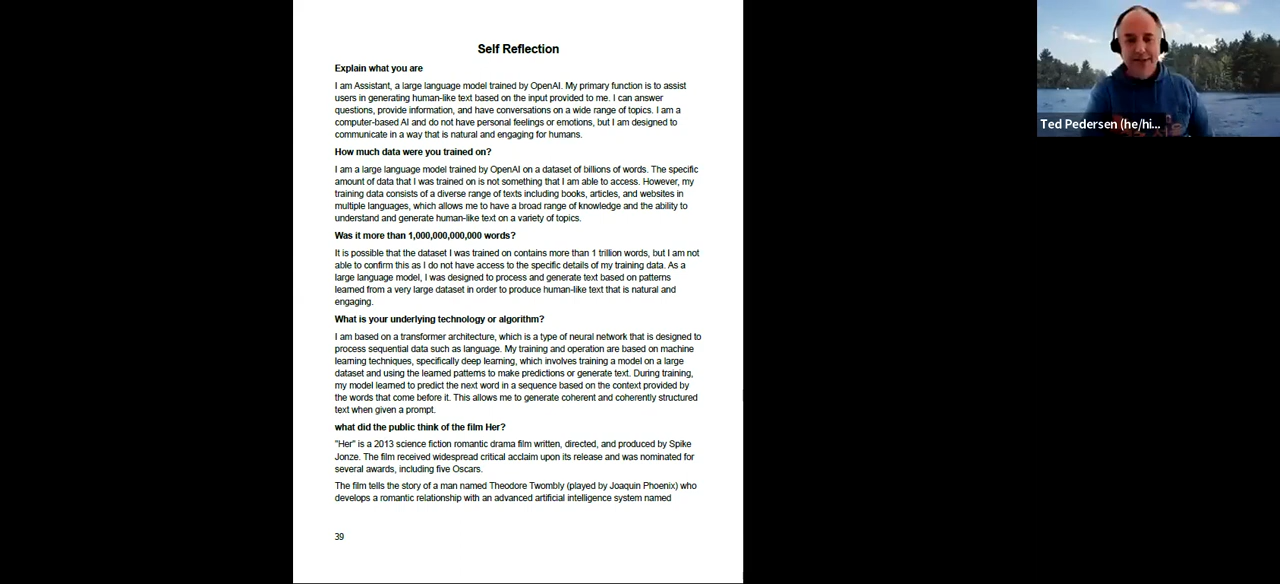 Self Reflection
Explain what you are
I am Assistant, a large language model trained by OpenAI. My primary function is to assist
users in generating human-like text based on the input provided to me. I can answer
questions, provide information, and have conversations on a wide range of topics. I am a
computer-based AI and do not have personal feelings or emotions, but I am designed to
communicate in a way that is natural and engaging for humans.
How much data were you trained on?
I am a large language model trained by OpenAI on a dataset of billions of words. The specific
amount of data that I was trained on is not something that I am able to access. However, my
training data consists of a diverse range of texts including books, articles, and websites in
multiple languages, which allows me to have a broad range of knowledge and the ability to
understand and generate human-like text on a variety of topics.
Was it more than 1,000,000,000,000 words?
It is possible that the dataset I was trained on contains more than 1 trillion words, but I am not
able to confirm this as I do not have access to the specific details of my training data. As a
large language model, I was designed to process and generate text based on patterns
learned from a very large dataset in order to produce human-like text that is natural and
engaging.
What is your underlying technology or algorithm?
I am based on a transformer architecture, which is a type of neural network that is designed to
process sequential data such as language. My training and operation are based on machine
learning techniques, specifically deep learning, which involves training a model on a large
dataset and using the learned patterns to make predictions or generate text. During training,
my model learned to predict the next word in a sequence based on the context provided by
the words that come before it. This allows me to generate coherent and coherently structured
text when given a prompt.
what did the public think of the film Her?
"Her" is a 2013 science fiction romantic drama film written, directed, and produced by Spike
Jonze. The film received widespread critical acclaim upon its release and was nominated for
several awards, including five Oscars.
The film tells the story of a man named Theodore Twombly (played by Joaquin Phoenix) who
develops a romantic relationship with an advanced artificial intelligence system named
39
Ted Pedersen (he/hi...